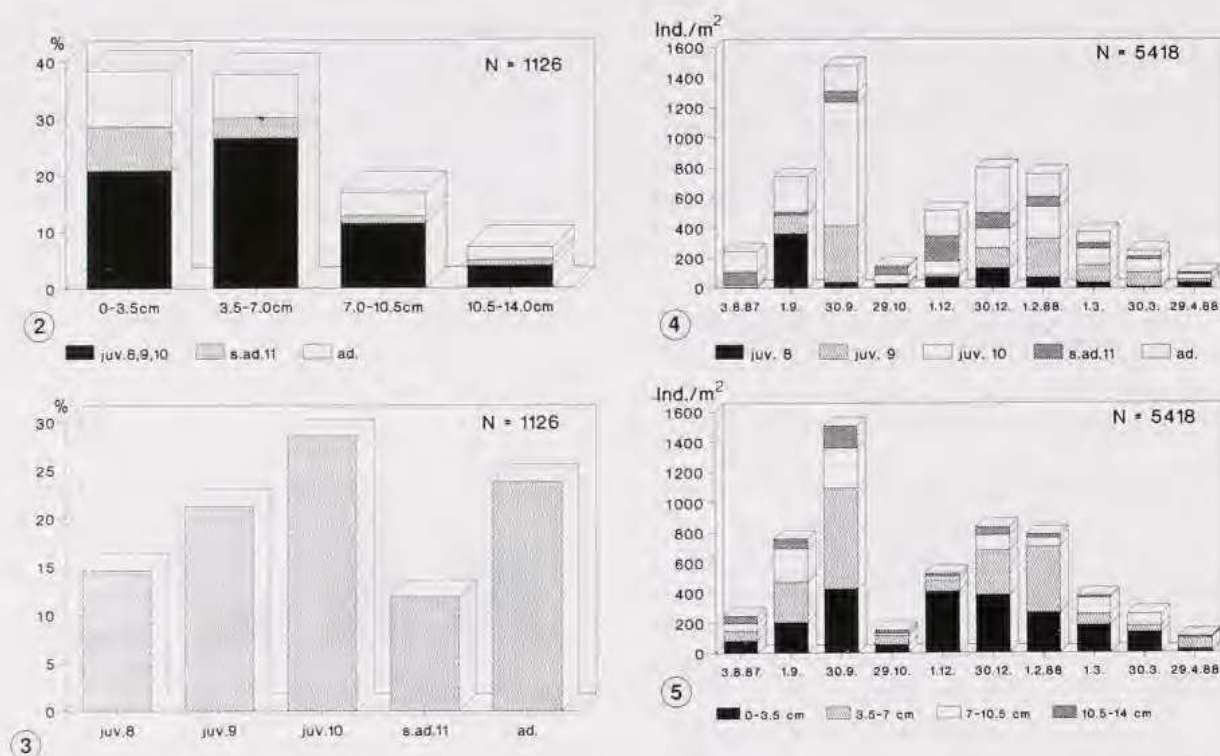 %
N = 1126
40
30
20
10
0
0-3.5cm 3.5-7.0cm 7.0-10.5cm 10.5-14.0cm
2
juv.8,9,10 s.ad.11 ad.
%
N = 1126
30
25
20
15
10
5
0
juv.8 juv.9 juv.10 s.ad.11 ad.
3
Ind./m²
N = 5418
1600
1400
1200
1000
800
600
400
200
0
3.8.87 1.9. 30.9. 29.10. 1.12. 30.12. 1.2.88 1.3. 30.3. 29.4.88
4
juv. 8 juv. 9 juv. 10 s.ad.11 ad.
Ind./m²
N = 5418
1600
1400
1200
1000
800
600
400
200
0
3.8.87. 1.9. 30.9. 29.10. 1.12. 30.12. 1.2.88 1.3. 30.3. 29.4.88
5
0-3.5 cm 3.5-7 cm 7-10.5 cm 10.5-14 cm